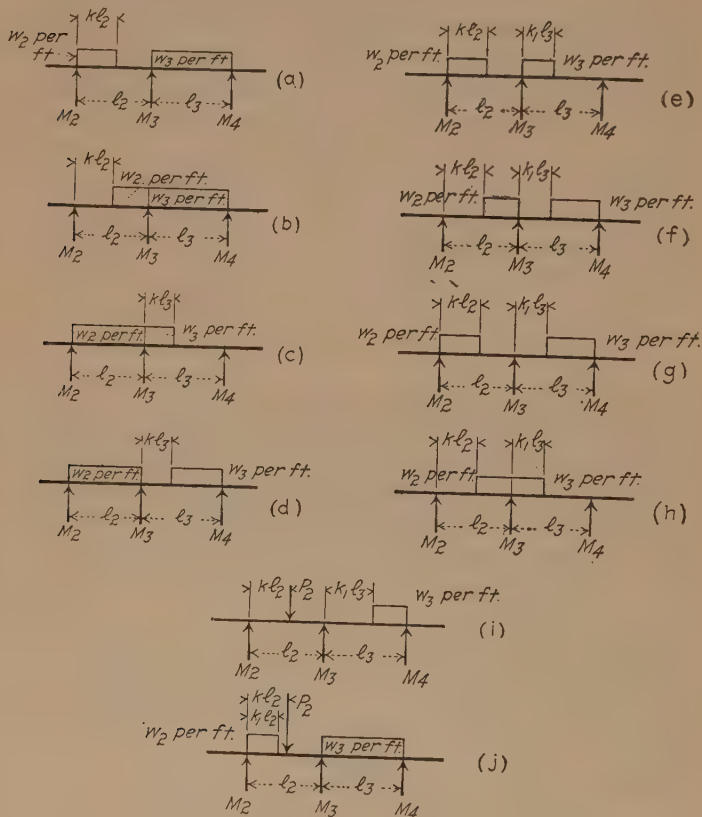 kl₂
w₂ per ft
w₃ per ft.
l₂ l₃
M₂ M₃ M₄
(a)
kl₂
w₂ per ft.
w₃ per ft.
l₂ l₃
M₂ M₃ M₄
(b)
kl₃
w₂ per ft. w₃ per ft.
l₂ l₃
M₂ M₃ M₄
(c)
kl₃
w₂ per ft. w₃ per ft.
l₂ l₃
M₂ M₃ M₄
(d)
kl₂ k₁l₃
w₂ per ft. w₃ per ft.
l₂ l₃
M₂ M₃ M₄
(e)
kl₂ k₁l₃
w₂ per ft. w₃ per ft.
l₂ l₃
M₂ M₃ M₄
(f)
kl₂ k₁l₃
w₂ per ft. w₃ per ft.
l₂ l₃
M₂ M₃ M₄
(g)
kl₂ k₁l₃
w₂ per ft. w₃ per ft.
l₂ l₃
M₂ M₃ M₄
(h)
kl₂ P₂ k₁l₃ w₃ per ft.
l₂ l₃
M₂ M₃ M₄
(i)
kl₂ P₂
k₁l₂
w₂ per ft. w₃ per ft.
l₂ l₃
M₂ M₃ M₄
(j)